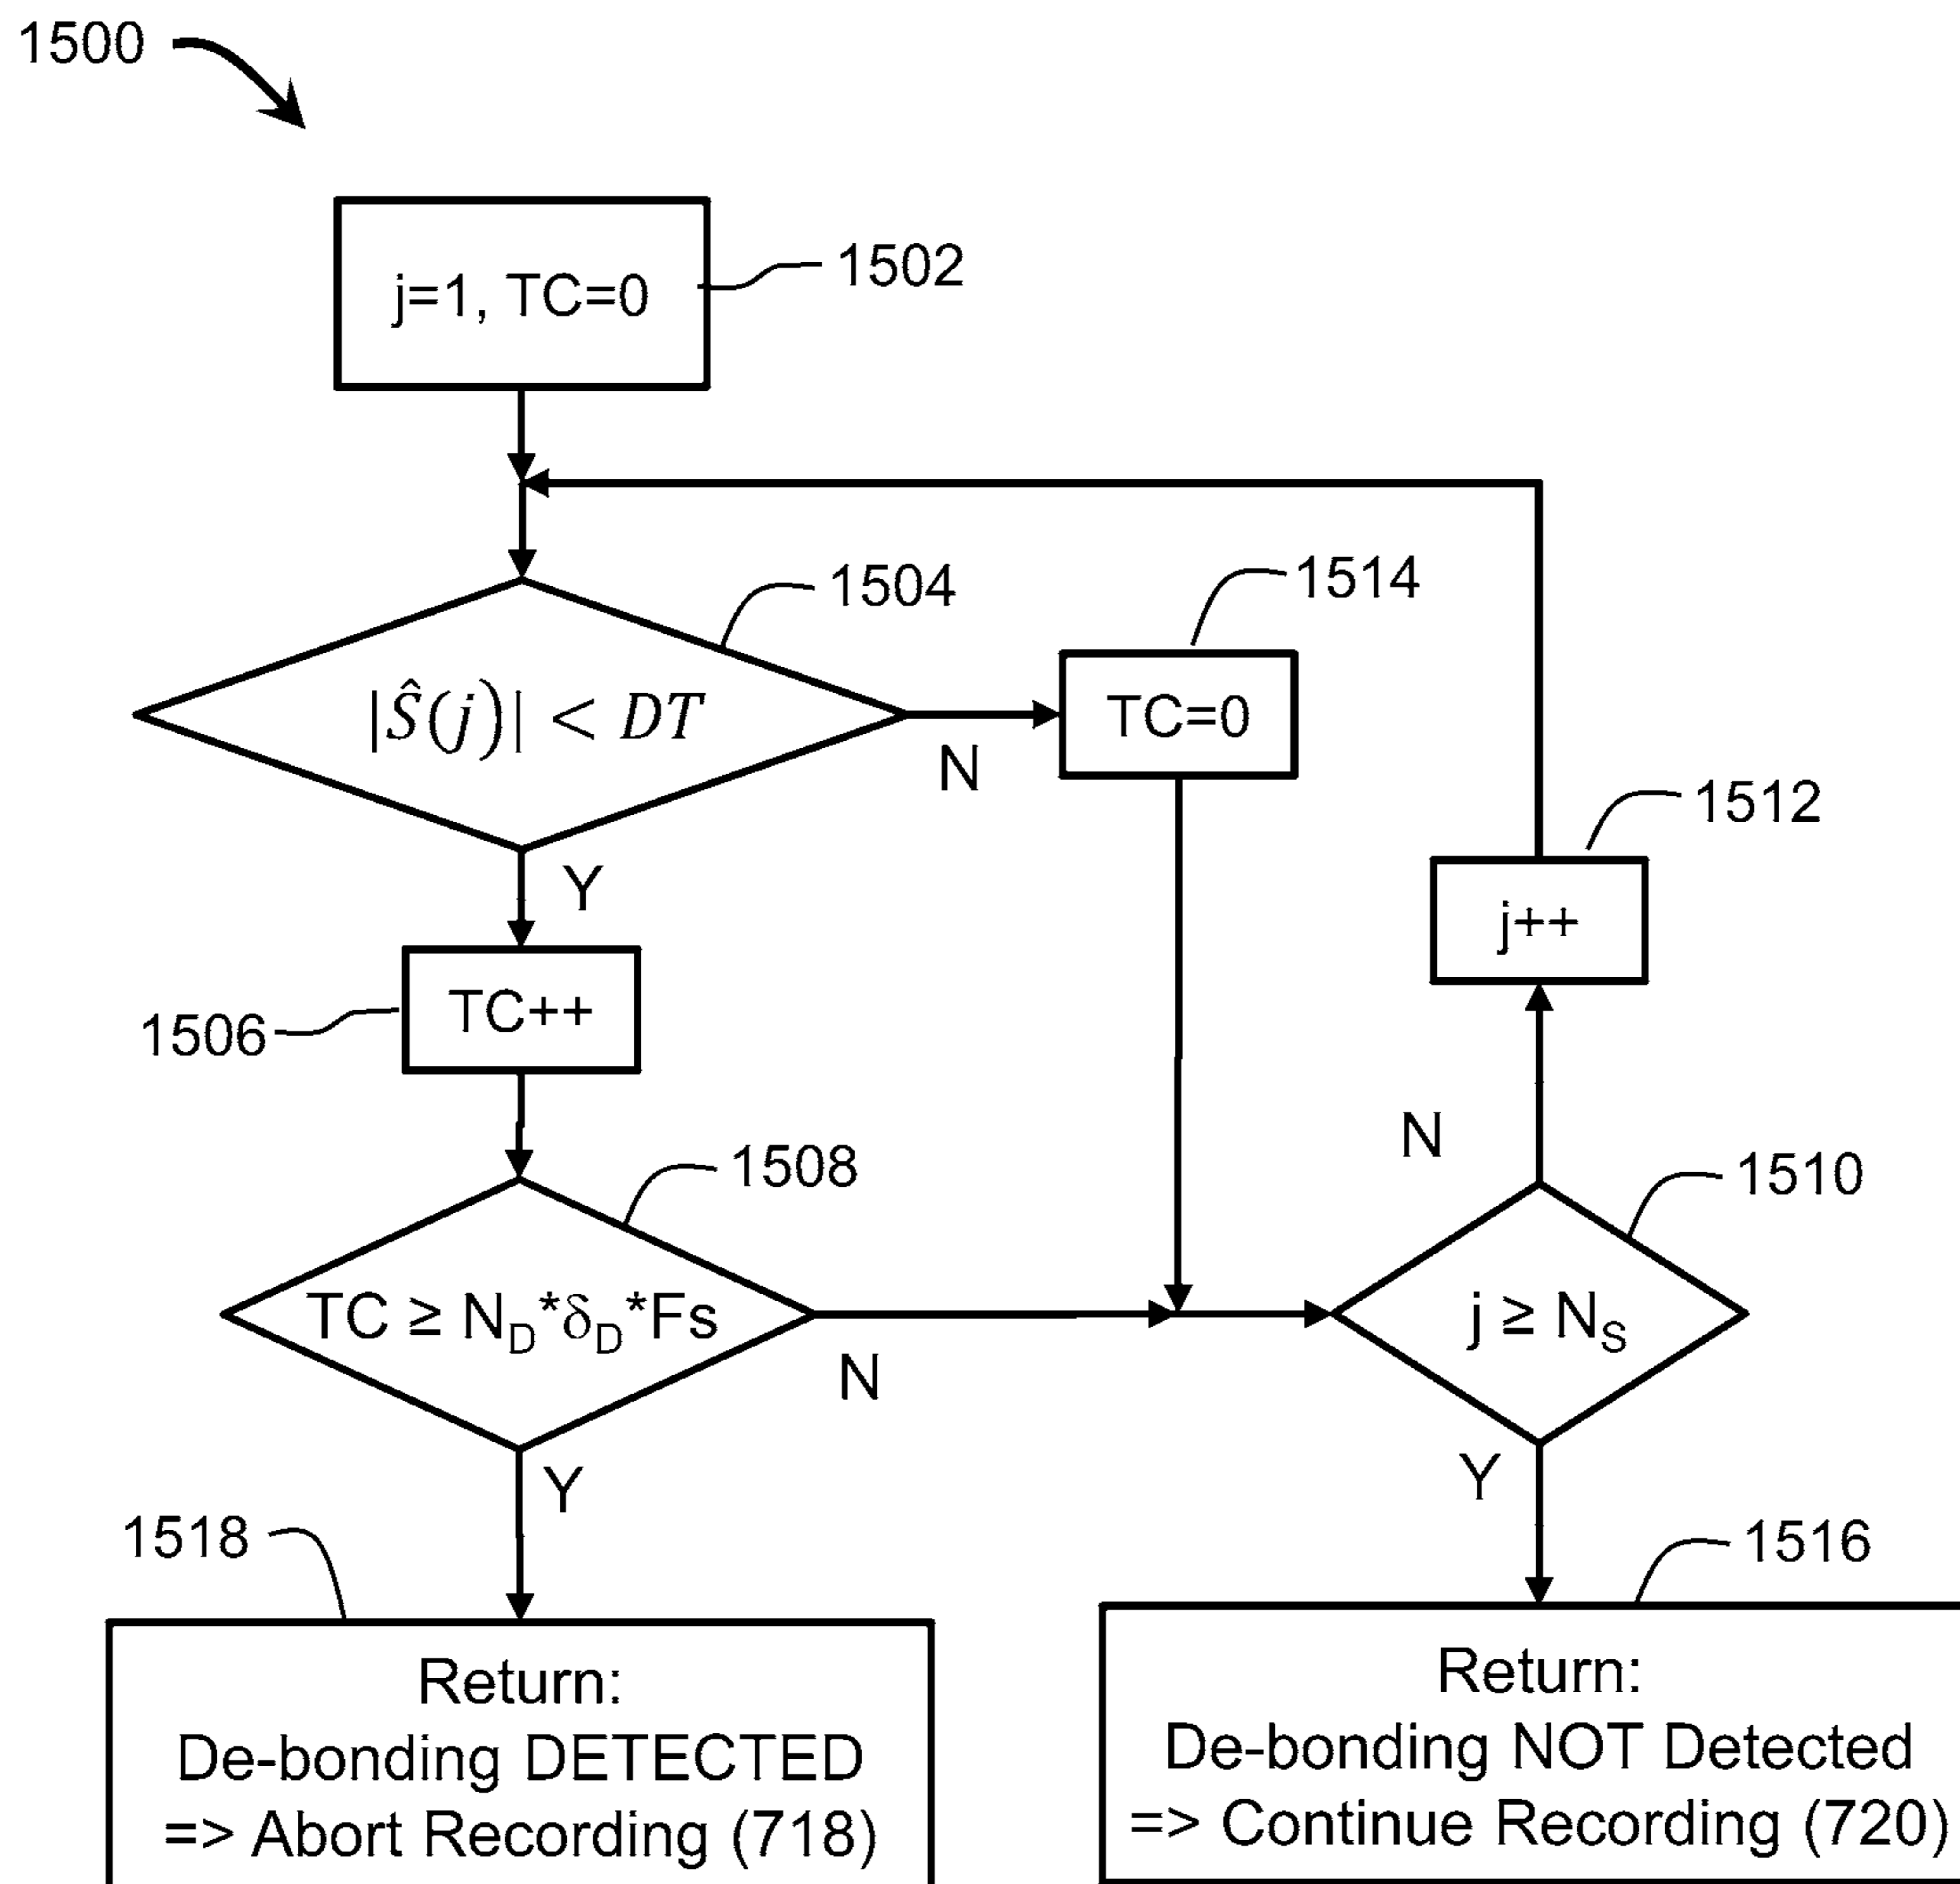 1500
j=1, TC=0
1502
1504
|Ŝ(j)| < DT
N
1514
TC=0
1512
j++
Y
TC++
1506
1508
TC ≥ N_D*δ_D*Fs
N
N
1510
j ≥ N_S
Y
Y
1518
Return:
De-bonding DETECTED
=> Abort Recording (718)
1516
Return:
De-bonding NOT Detected
=> Continue Recording (720)